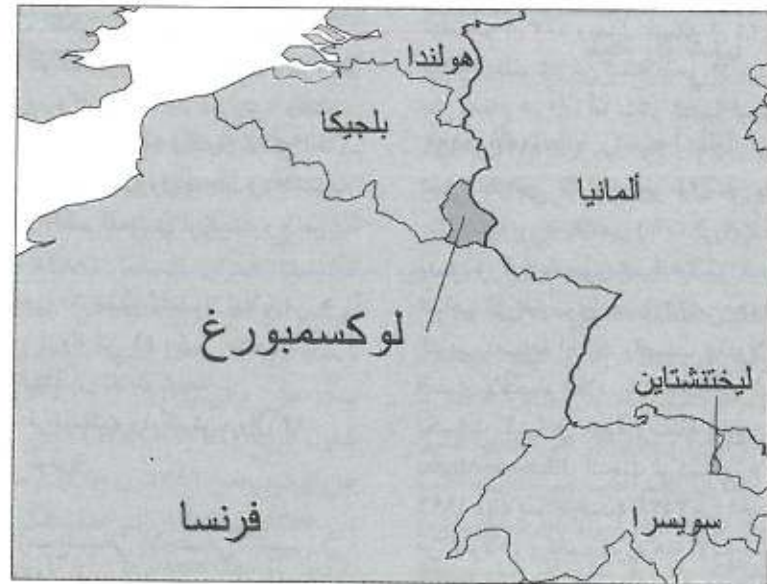 هولندا
بلجيكا
ألمانيا
لوكسمبورغ
ليختنشتاين
فرنسا
سويسرا